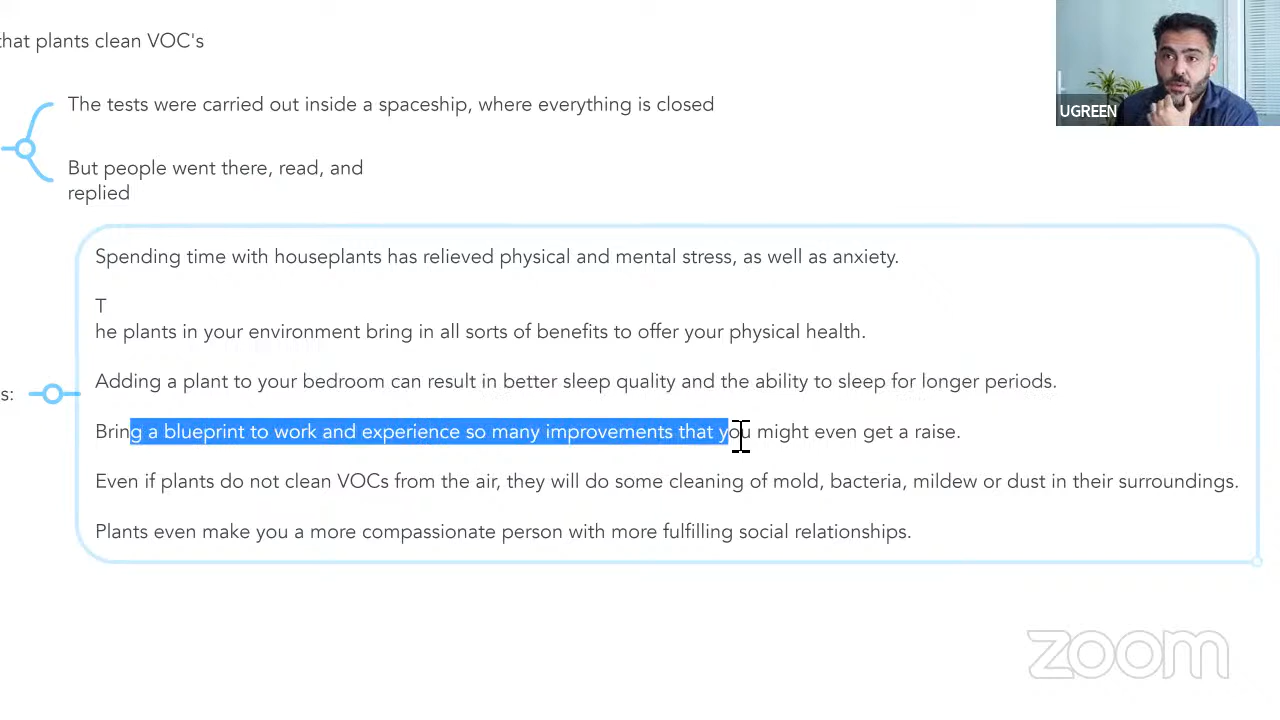 that plants clean VOC's
The tests were carried out inside a spaceship, where everything is closed
UGREEN
But people went there, read, and
replied
Spending time with houseplants has relieved physical and mental stress, as well as anxiety.
T
he plants in your environment bring in all sorts of benefits to offer your physical health.
Adding a plant to your bedroom can result in better sleep quality and the ability to sleep for longer periods.
s:
Bring a blueprint to work and experience so many improvements that you might even get a raise.
Even if plants do not clean VOCs from the air, they will do some cleaning of mold, bacteria, mildew or dust in their surroundings.
Plants even make you a more compassionate person with more fulfilling social relationships.
zoom